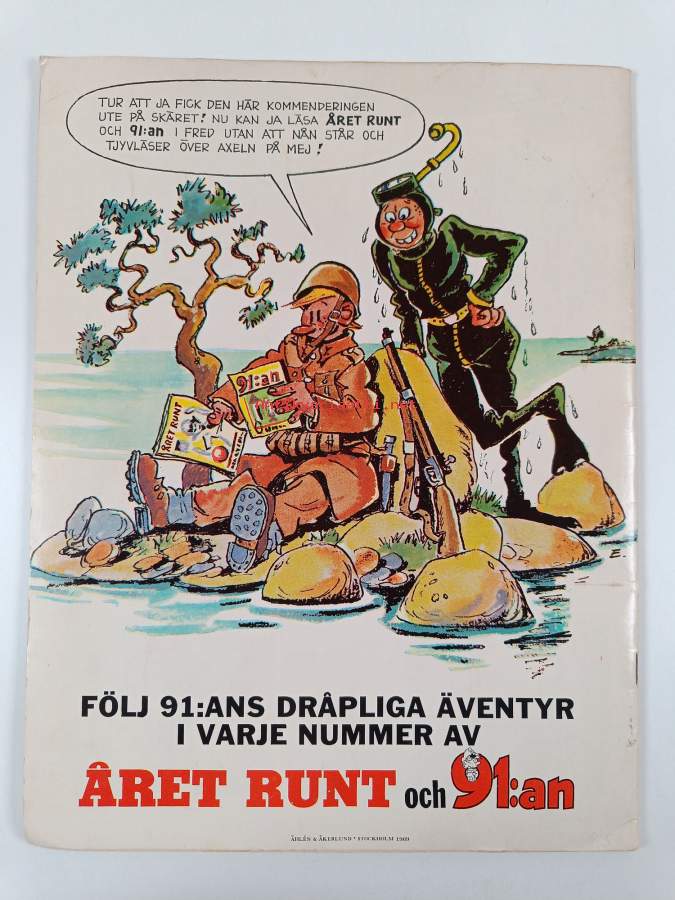 TUR ATT JA FICK DEN HÄR KOMMENDERINGEN
UTE PÅ SKÄRET! NU KAN JA LÄSA ÅRET RUNT
OCH 91:an I FRED UTAN ATT NÅN STÅR OCH
TJYVLÄSER ÖVER AXELN PÅ MEJ!
91:an
ÅRET RUNT
FÖLJ 91:ANS DRÅPLIGA ÄVENTYR
I VARJE NUMMER AV
ÅRET RUNT och 91:an
ÅHLÉN & ÅKERLUND * STOCKHOLM 1969